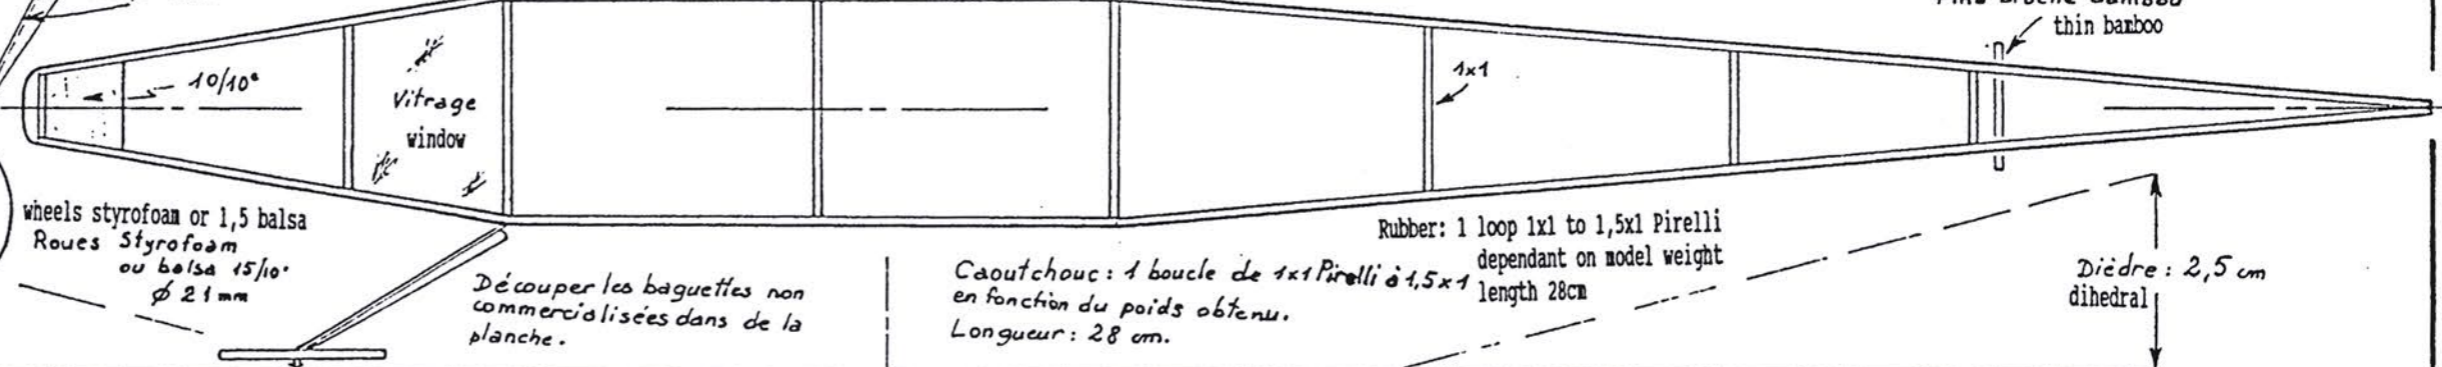 10/10e
Vitrage
window
1x1
thin bamboo
wheels styrofoam or 1,5 balsa
Roues Styrofoam
ou balsa 15/10.
Ø 21 mm
Découper les baguettes non
commercialisées dans de la
planche.
Caoutchouc : 1 boucle de 1x1 Pirelli à 1,5x1
en fonction du poids obtenu.
Longueur : 28 cm.
Rubber: 1 loop 1x1 to 1,5x1 Pirelli
dependant on model weight
length 28cm
Dièdre : 2,5 cm
dihedral